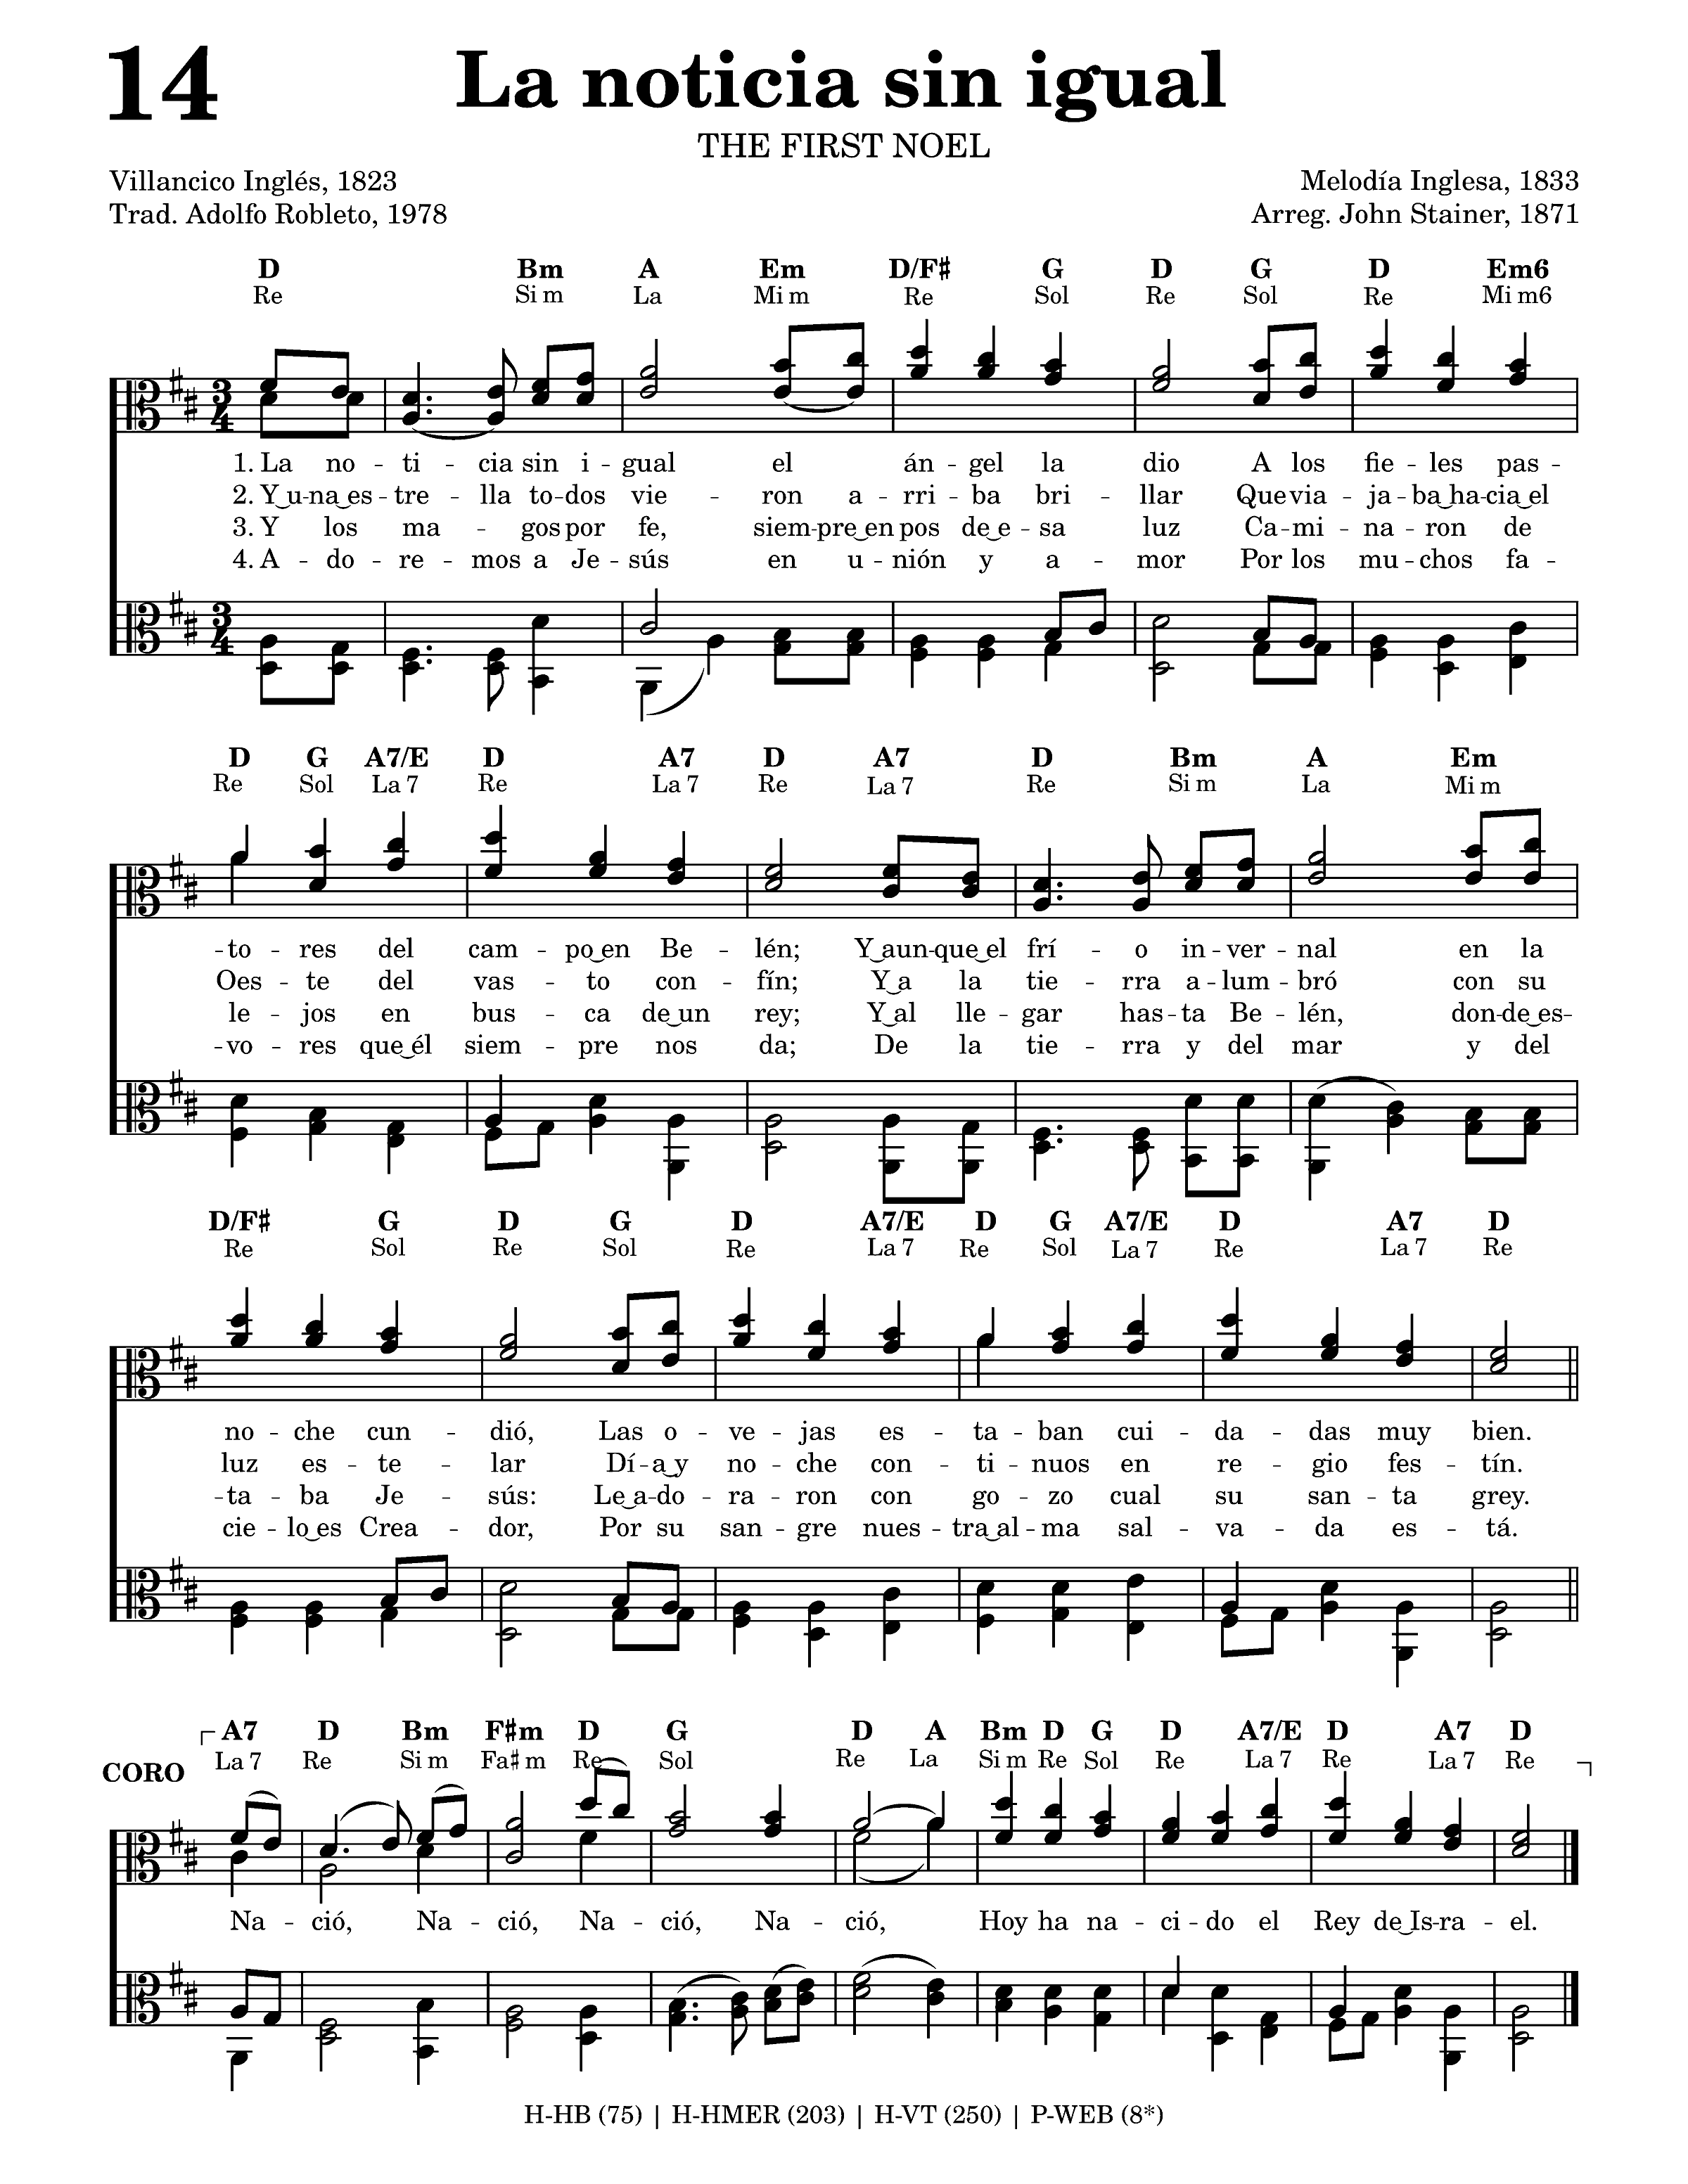 14
La noticia sin igual
THE FIRST NOEL
Villancico Inglés, 1823
Melodía Inglesa, 1833
Trad. Adolfo Robleto, 1978
Arreg. John Stainer, 1871
D Bm A Em D/F♯ G D G D Em6
Re Si m La Mi m Re Sol Re Sol Re Mi m6
3/4
1. La no -- ti -- cia sin i -- gual el án -- gel la dio A los fie -- les pas --
2. Y‿u -- na‿es -- tre -- lla to -- dos vie -- ron a -- rri -- ba bri -- llar Que via -- ja -- ba‿ha -- cia‿el
3. Y los ma -- gos por fe, siem -- pre‿en pos de‿e -- sa luz Ca -- mi -- na -- ron de
4. A -- do -- re -- mos a Je -- sús en u -- nión y a -- mor Por los mu -- chos fa --
3/4
D G A7/E D A7 D A7 D Bm A Em
Re Sol La 7 Re La 7 Re La 7 Re Si m La Mi m
-- to -- res del cam -- po‿en Be -- lén; Y‿aun -- que‿el frí -- o in -- ver -- nal en la
Oes -- te del vas -- to con -- fín; Y‿a la tie -- rra a -- lum -- bró con su
le -- jos en bus -- ca de‿un rey; Y‿al lle -- gar has -- ta Be -- lén, don -- de‿es --
-- vo -- res que‿él siem -- pre nos da; De la tie -- rra y del mar y del
D/F♯ G D G D A7/E D G A7/E D A7 D
Re Sol Re Sol Re La 7 Re Sol La 7 Re La 7 Re
no -- che cun -- dió, Las o -- ve -- jas es -- ta -- ban cui -- da -- das muy bien.
luz es -- te -- lar Dí -- a‿y no -- che con -- ti -- nuos en re -- gio fes -- tín.
-- ta -- ba Je -- sús: Le‿a -- do -- ra -- ron con go -- zo cual su san -- ta grey.
cie -- lo‿es Crea -- dor, Por su san -- gre nues -- tra‿al -- ma sal -- va -- da es -- tá.
A7 D Bm F♯m D G D A Bm D G D A7/E D A7 D
La 7 Re Si m Fa♯ m Re Sol Re La Si m Re Sol Re La 7 Re La 7 Re
CORO
Na -- ció, Na -- ció, Na -- ció, Na -- ció, Hoy ha na -- ci -- do el Rey de‿Is -- ra -- el.
H-HB (75) | H-HMER (203) | H-VT (250) | P-WEB (8*)